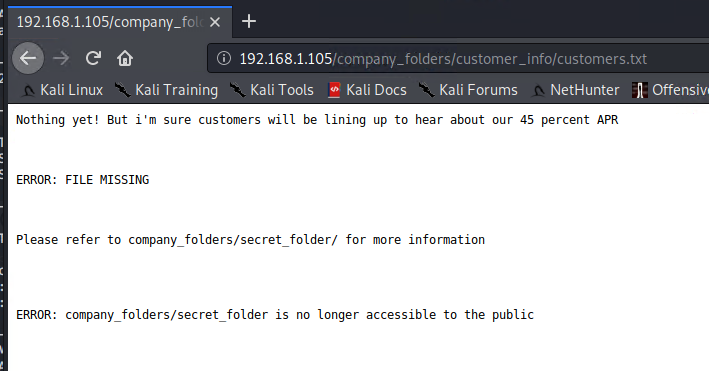 192.168.1.105/company_fol
192.168.1.105/company_folders/customer_info/customers.txt
Kali Linux Kali Training Kali Tools Kali Docs Kali Forums NetHunter Offensive
Nothing yet! But i'm sure customers will be lining up to hear about our 45 percent APR
ERROR: FILE MISSING
Please refer to company_folders/secret_folder/ for more information
ERROR: company_folders/secret_folder is no longer accessible to the public